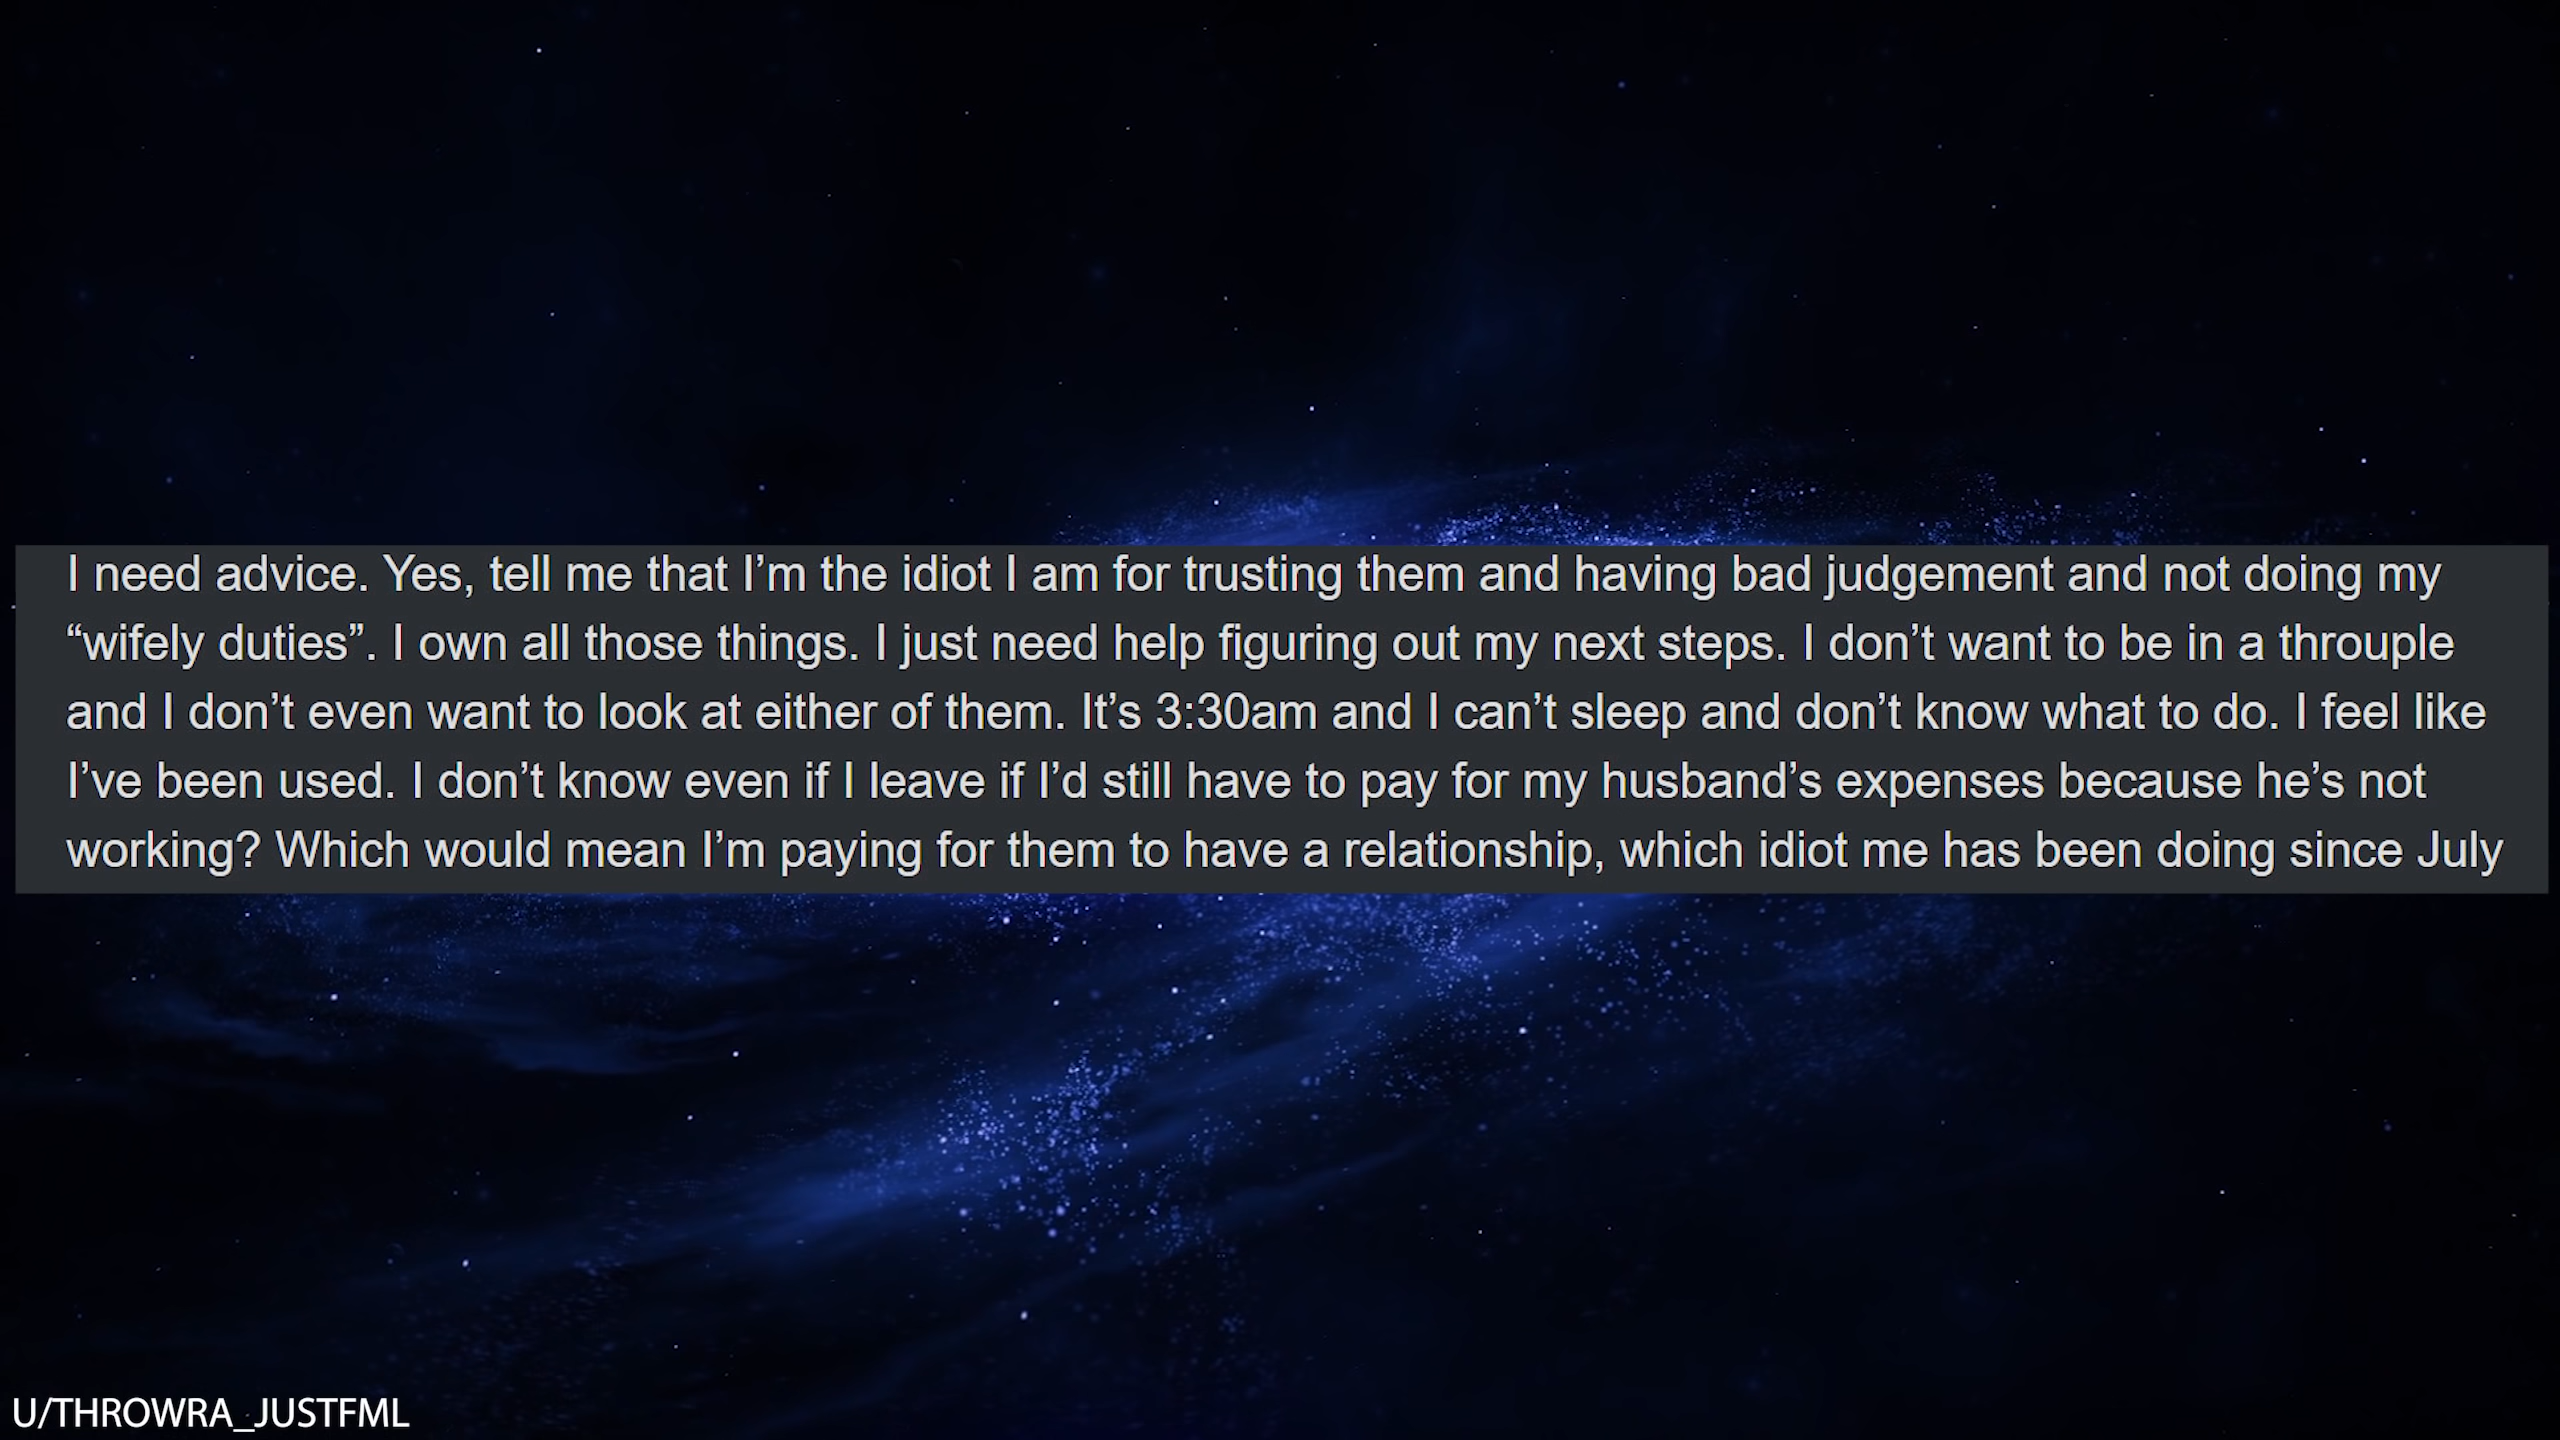 I need advice. Yes, tell me that I’m the idiot I am for trusting them and having bad judgement and not doing my
“wifely duties”. I own all those things. I just need help figuring out my next steps. I don’t want to be in a throuple
and I don’t even want to look at either of them. It’s 3:30am and I can’t sleep and don’t know what to do. I feel like
I’ve been used. I don’t know even if I leave if I’d still have to pay for my husband’s expenses because he’s not
working? Which would mean I’m paying for them to have a relationship, which idiot me has been doing since July
U/THROWRA_JUSTFML